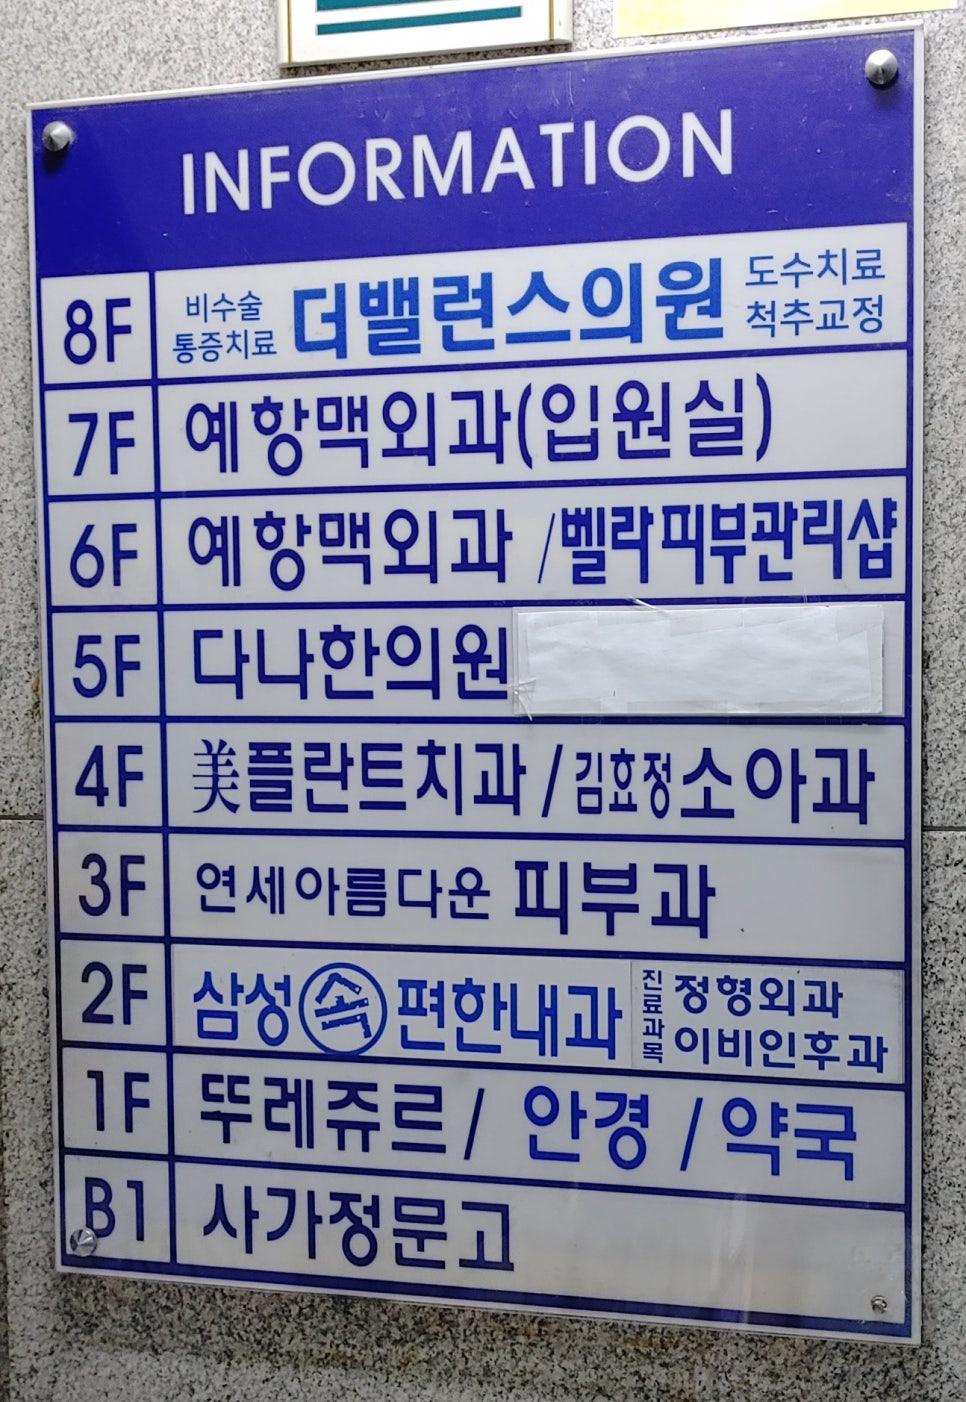 INFORMATION
8F 비수술 통증치료 더밸런스의원 도수치료 척추교정
7F 예항맥외과(입원실)
6F 예항맥외과 /벨라피부관리샵
5F 다나한의원
4F 美플란트치과/김효정소아과
3F 연세아름다운 피부과
2F 삼성속편한내과 진료과목 정형외과 이비인후과
1F 뚜레쥬르/ 안경 /약국
B1 사가정문고